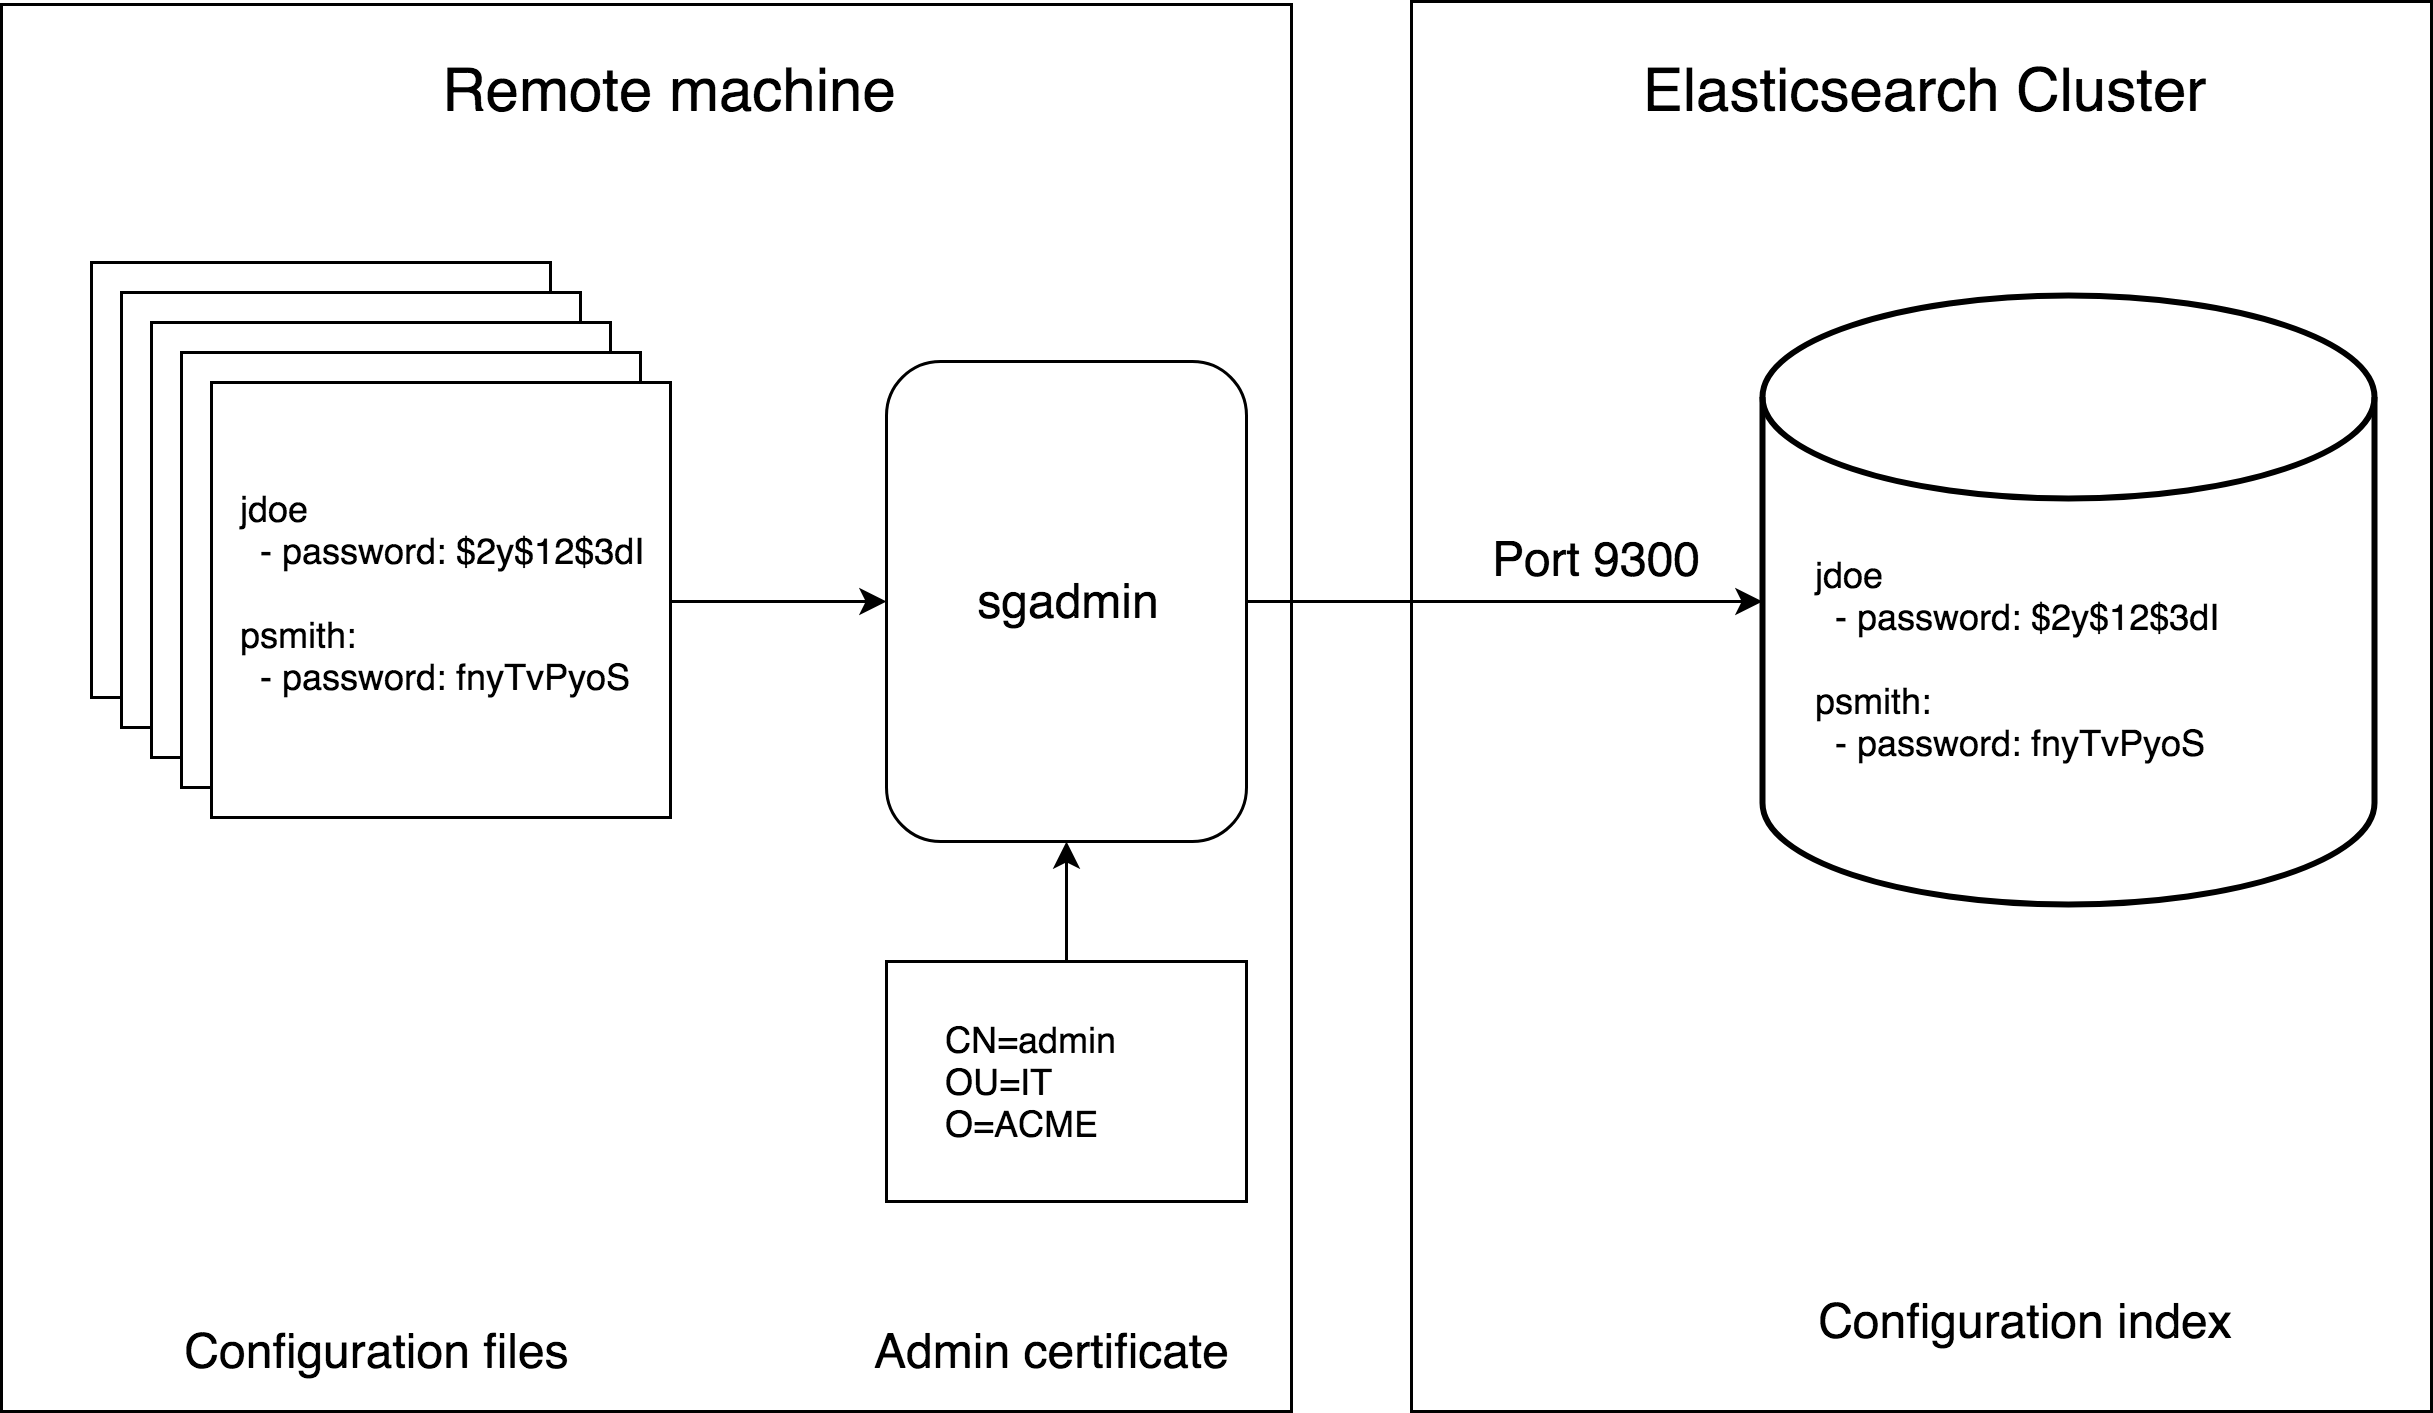 Remote machine
jdoe
- password: $2y$12$3dI
psmith:
- password: fnyTvPyoS
sgadmin
CN=admin
OU=IT
O=ACME
Configuration files
Admin certificate
Elasticsearch Cluster
Port 9300
jdoe
- password: $2y$12$3dI
psmith:
- password: fnyTvPyoS
Configuration index